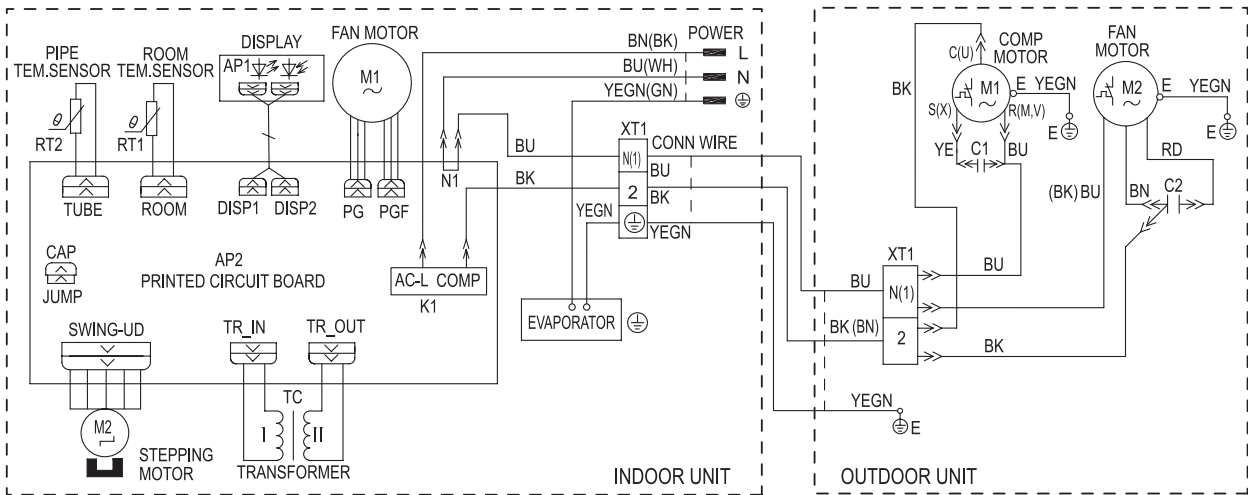 PIPE
TEM.SENSOR
ROOM
TEM.SENSOR
DISPLAY
AP1
FAN MOTOR
M1
~
BN(BK)
BU(WH)
YEGN(GN)
POWER
L
N
θ
RT2
θ
RT1
TUBE
ROOM
DISP1
DISP2
PG
PGF
N1
BU
BK
YEGN
XT1
N(1)
2
CONN WIRE
BU
BK
YEGN
CAP
JUMP
AP2
PRINTED CIRCUIT BOARD
AC-L
COMP
K1
EVAPORATOR
SWING-UD
M2
STEPPING
MOTOR
TR_IN
TR_OUT
TC
I
II
TRANSFORMER
INDOOR UNIT
C(U)
COMP
MOTOR
M1
~
S(X)
R(M,V)
E
YEGN
E
BK
YE
C1
BU
FAN
MOTOR
M2
~
E
YEGN
E
RD
(BK)BU
BN
C2
XT1
N(1)
2
BU
BU
BK(BN)
BK
YEGN
E
OUTDOOR UNIT